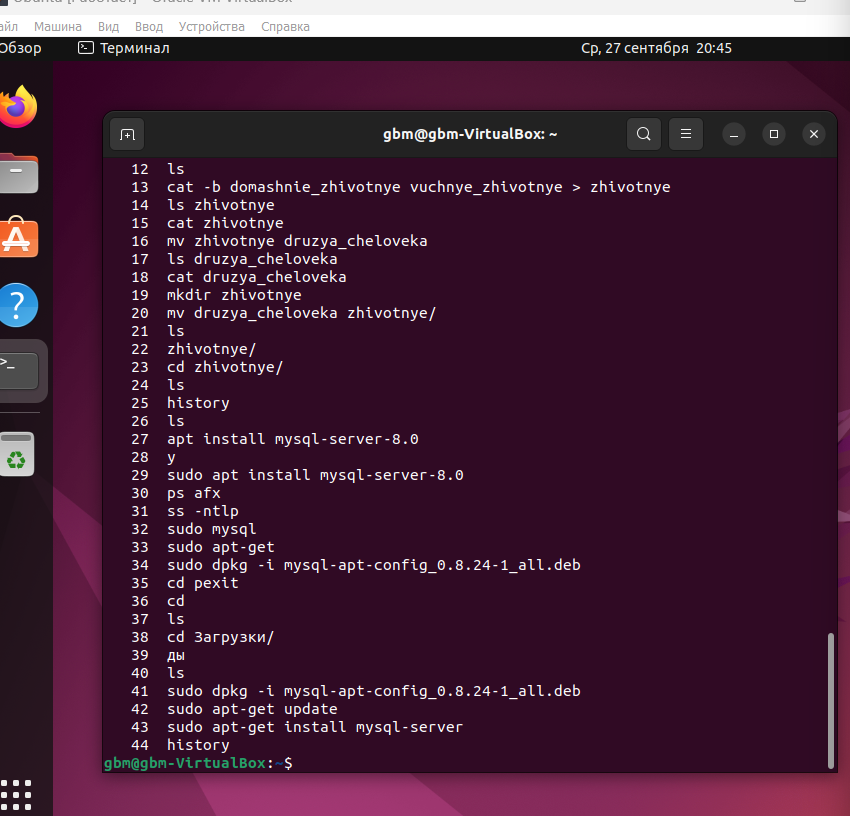 Машина Вид Ввод Устройства Справка
Обзор Терминал Ср, 27 сентября 20:45
gbm@gbm-VirtualBox: ~
12 ls
13 cat -b domashnie_zhivotnye vuchnye_zhivotnye > zhivotnye
14 ls zhivotnye
15 cat zhivotnye
16 mv zhivotnye druzya_cheloveka
17 ls druzya_cheloveka
18 cat druzya_cheloveka
19 mkdir zhivotnye
20 mv druzya_cheloveka zhivotnye/
21 ls
22 zhivotnye/
23 cd zhivotnye/
24 ls
25 history
26 ls
27 apt install mysql-server-8.0
28 y
29 sudo apt install mysql-server-8.0
30 ps afx
31 ss -ntlp
32 sudo mysql
33 sudo apt-get
34 sudo dpkg -i mysql-apt-config_0.8.24-1_all.deb
35 cd pexit
36 cd
37 ls
38 cd Загрузки/
39 ды
40 ls
41 sudo dpkg -i mysql-apt-config_0.8.24-1_all.deb
42 sudo apt-get update
43 sudo apt-get install mysql-server
44 history
gbm@gbm-VirtualBox:~$